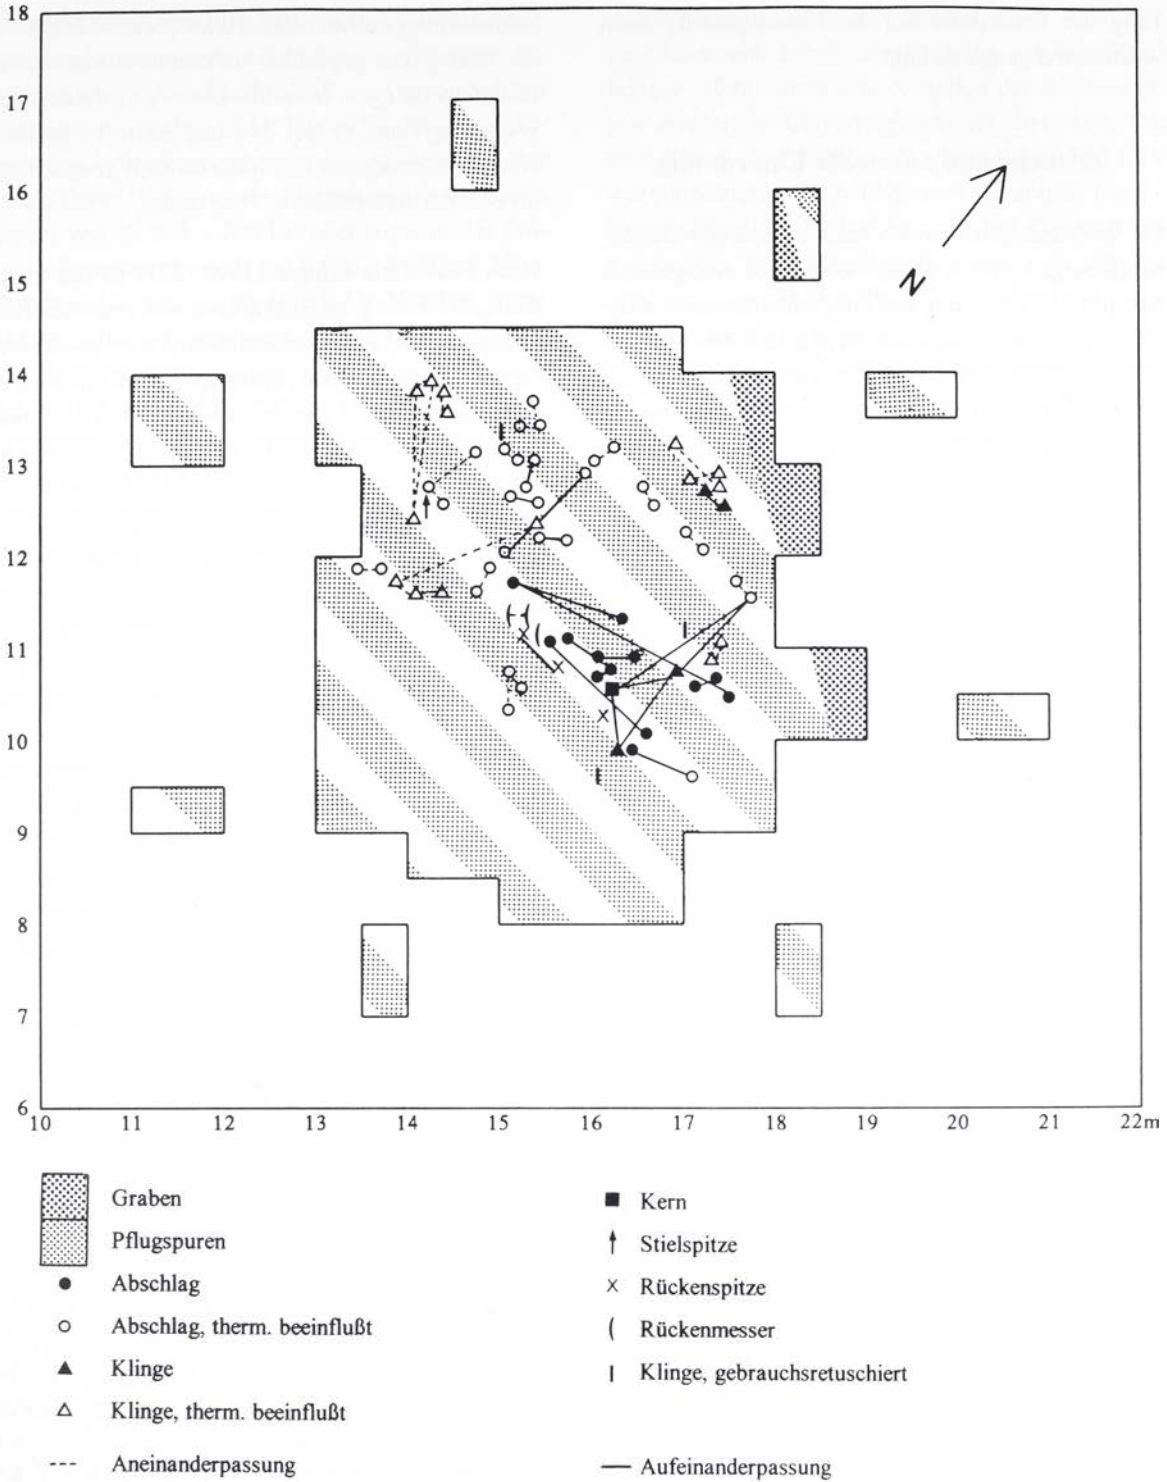 18
17
16
15
14
13
12
11
10
9
8
7
6
N
10 11 12 13 14 15 16 17 18 19 20 21 22m
Graben
Pflugspuren
Abschlag
Abschlag, therm. beeinflußt
Klinge
Klinge, therm. beeinflußt
Aneinanderpassung
Kern
Stielspitze
Rückenspitze
Rückenmesser
Klinge, gebrauchsretuschiert
Aufeinanderpassung